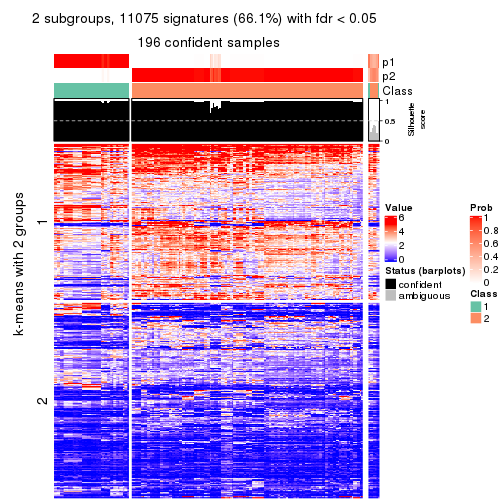 2 subgroups, 11075 signatures (66.1%) with fdr < 0.05
196 confident samples
p1
p2
Class
1
0.5
0
Silhouette
score
k-means with 2 groups
1
2
Value
6
4
2
0
Status (barplots)
confident
ambiguous
Prob
1
0.8
0.6
0.4
0.2
0
Class
1
2